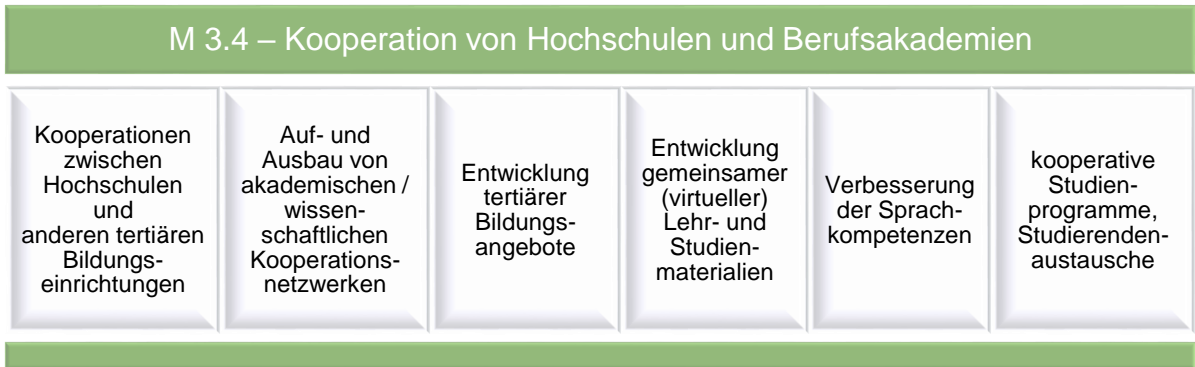 M 3.4 – Kooperation von Hochschulen und Berufsakademien
Kooperationen
zwischen
Hochschulen
und
anderen tertiären
Bildungs-
einrichtungen
Auf- und
Ausbau von
akademischen /
wissen-
schaftlichen
Kooperations-
netzwerken
Entwicklung
tertiärer
Bildungs-
angebote
Entwicklung
gemeinsamer
(virtueller)
Lehr- und
Studien-
materialien
Verbesserung
der Sprach-
kompetenzen
kooperative
Studien-
programme,
Studierenden-
austausche